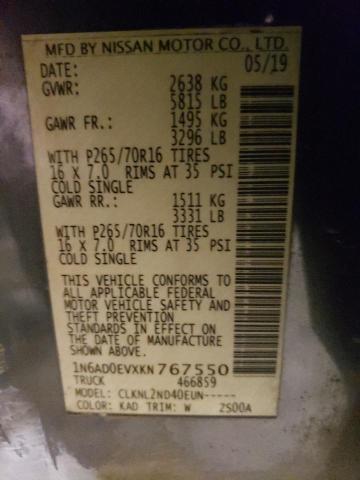 MFD BY NISSAN MOTOR CO., LTD.
DATE: 05/19
GVWR: 2638 KG
5815 LB
GAWR FR.: 1495 KG
3296 LB
WITH P265/70R16 TIRES
16 X 7.0 RIMS AT 35 PSI
COLD SINGLE
GAWR RR.: 1511 KG
3331 LB
WITH P265/70R16 TIRES
16 X 7.0 RIMS AT 35 PSI
COLD SINGLE
THIS VEHICLE CONFORMS TO
ALL APPLICABLE FEDERAL
MOTOR VEHICLE SAFETY AND
THEFT PREVENTION
STANDARDS IN EFFECT ON
THE DATE OF MANUFACTURE
SHOWN ABOVE.
1N6AD0EVXKN767550
TRUCK 466859
MODEL: CLKNL2ND40EUN-----
COLOR: KAD TRIM: W 2S00A